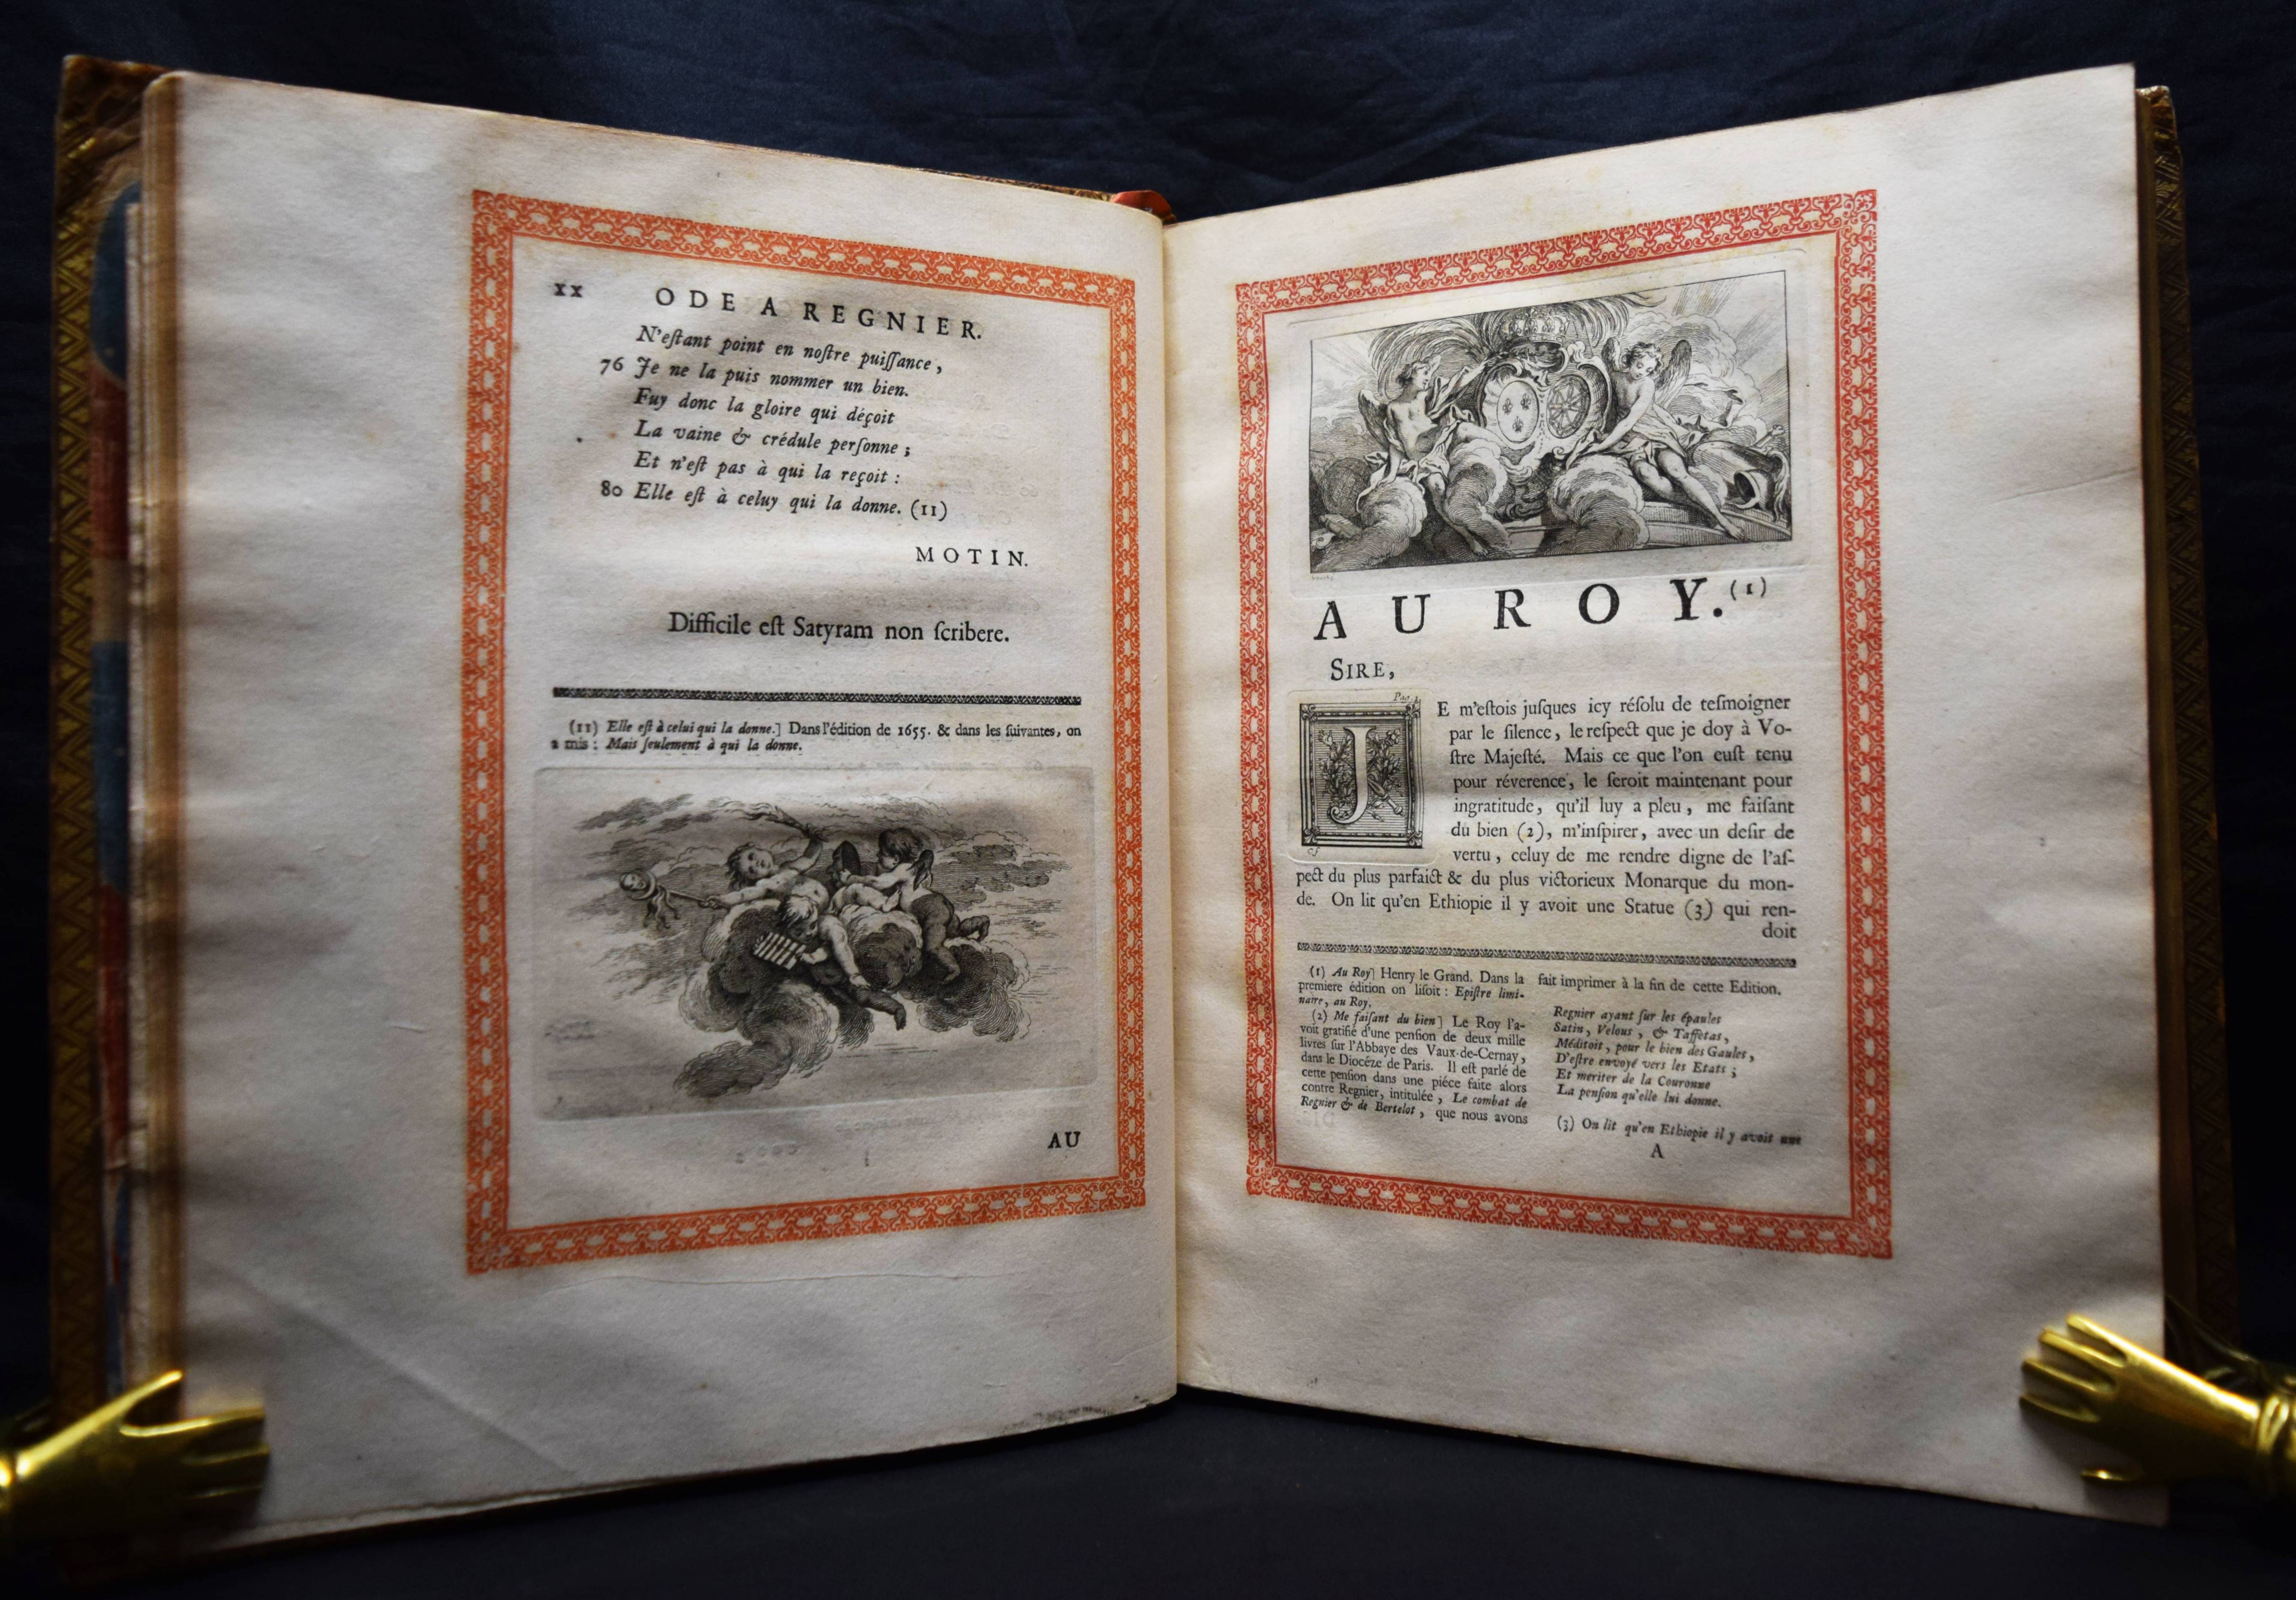 xx ODE A REGNIER.
N'eſtant point en noſtre puiſſance,
76 Je ne la puis nommer un bien.
Fuy donc la gloire qui déçoit
La vaine & crédule perſonne ;
Et n'eſt pas à qui la reçoit :
80 Elle eſt à celuy qui la donne. (11)
MOTIN.
Difficile eſt Satyram non ſcribere.
(11) Elle eſt à celui qui la donne.] Dans l'édition de 1655. & dans les ſuivantes, on
a mis : Mais ſeulement à qui la donne.
AU
AU ROY. (1)
SIRE,
Pag. 1
JE m'eſtois juſques icy réſolu de teſmoigner
par le ſilence, le reſpect que je doy à Vo-
ſtre Majeſté. Mais ce que l'on euſt tenu
pour réverence, le ſeroit maintenant pour
ingratitude, qu'il luy a pleu, me faiſant
du bien (2), m'inſpirer, avec un deſir de
vertu, celuy de me rendre digne de l'aſ-
pect du plus parfaict & du plus victorieux Monarque du mon-
de. On lit qu'en Ethiopie il y avoit une Statue (3) qui ren-
doit
(1) Au Roy] Henry le Grand. Dans la
premiere édition on liſoit : Epiſtre limi-
naire, au Roy.
(2) Me faiſant du bien] Le Roy l'a-
voit gratifié d'une penſion de deux mille
livres ſur l'Abbaye des Vaux-de-Cernay,
dans le Diocéze de Paris. Il eſt parlé de
cette penſion dans une piéce faite alors
contre Regnier, intitulée, Le combat de
Regnier & de Bertelot, que nous avons
fait imprimer à la fin de cette Edition.
Regnier ayant ſur les épaules
Satin, Velous, & Taffetas,
Méditoit, pour le bien des Gaules,
D'eſtre envoyé vers les Etats ;
Et meriter de la Couronne
La penſion qu'elle lui donne.
(3) On lit qu'en Ethiopie il y avoit une
A